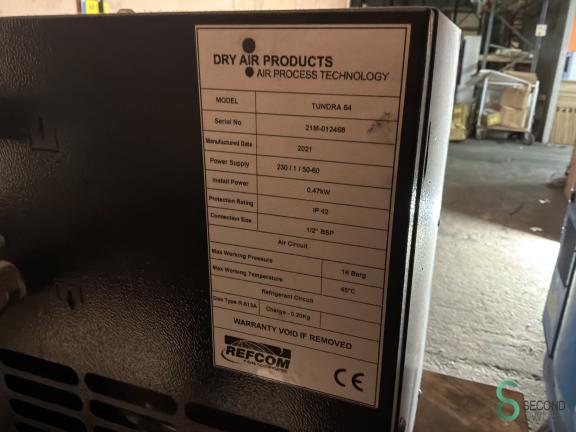 DRY AIR PRODUCTS
AIR PROCESS TECHNOLOGY
MODEL TUNDRA 64
Serial No 21M-012468
Manufactured Date 2021
Power Supply 230 / 1 / 50-60
Install Power 0.47kW
Protection Rating IP 42
Connection Size 1/2" BSP
Air Circuit
Max Working Pressure 16 Barg
Max Working Temperature 45°C
Refrigerant Circuit
Gas Type R-513A Charge - 0.20Kg
WARRANTY VOID IF REMOVED
REFCOM
CE
SECOND